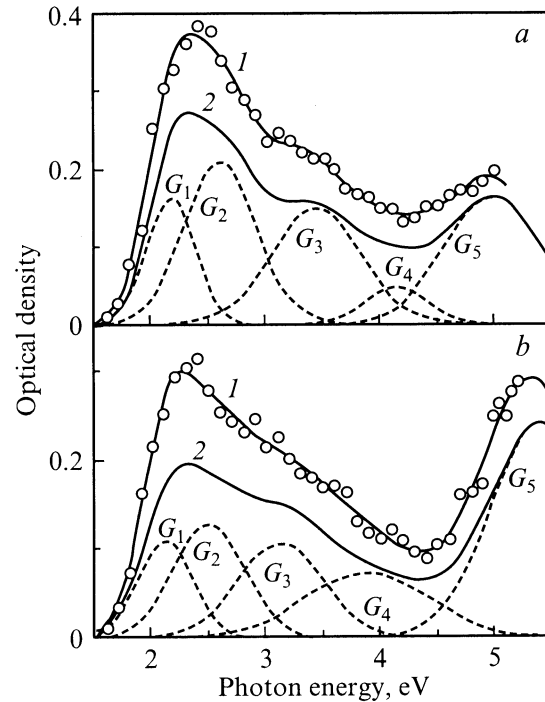 0.4
a
1
2
0.2
G1
G2
G3
G4
G5
0
Optical density
b
1
2
0.2
G1
G2
G3
G4
G5
0
2 3 4 5
Photon energy, eV